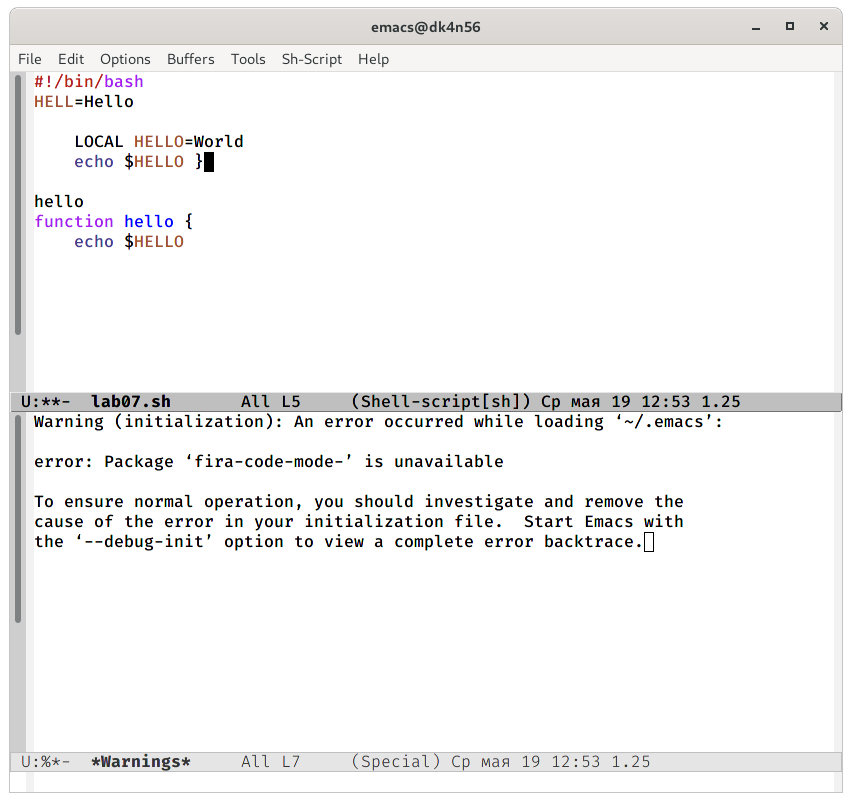 emacs@dk4n56
File Edit Options Buffers Tools Sh-Script Help
#!/bin/bash
HELL=Hello
    LOCAL HELLO=World
    echo $HELLO }
hello
function hello {
    echo $HELLO
U:**-  lab07.sh       All L5     (Shell-script[sh]) Ср мая 19 12:53 1.25
Warning (initialization): An error occurred while loading ‘~/.emacs’:
error: Package ‘fira-code-mode-’ is unavailable
To ensure normal operation, you should investigate and remove the
cause of the error in your initialization file.  Start Emacs with
the ‘--debug-init’ option to view a complete error backtrace.
U:%*-  *Warnings*     All L7     (Special) Ср мая 19 12:53 1.25